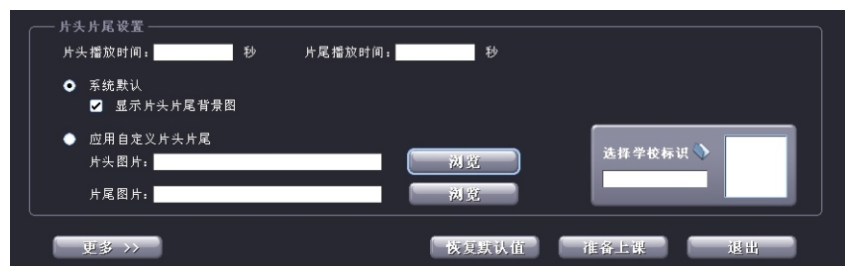 片头片尾设置
片头播放时间: 秒 片尾播放时间: 秒
系统默认
显示片头片尾背景图
应用自定义片头片尾
片头图片: 浏览
选择学校标识
片尾图片: 浏览
更多 >> 恢复默认值 准备上课 退出